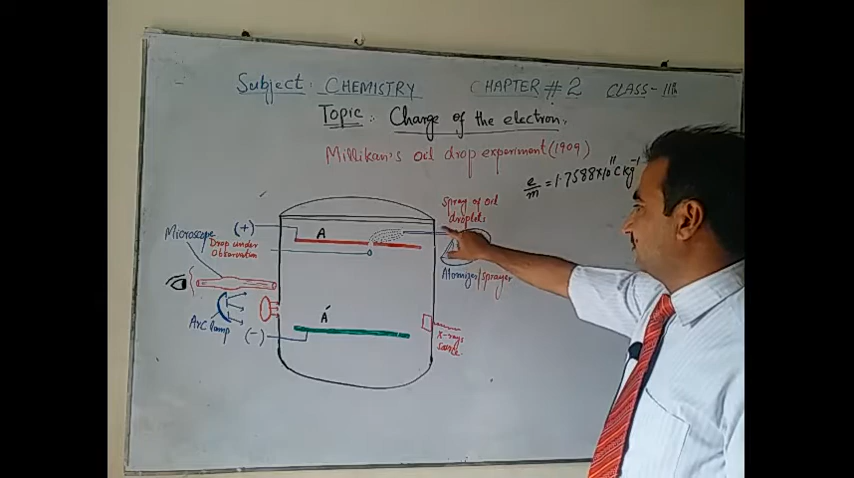 Subject: CHEMISTRY CHAPTER # 2 CLASS-11th
Topic: Charge of the electron.
Millikan's oil drop experiment (1909)
e/m = 1.7588×10¹¹ C kg⁻¹
Spray of oil
droplets
Microscope
(+)
A
Drop under
Observation
Atomizer/sprayer
Arc lamp
(-)
A'
X-rays
source